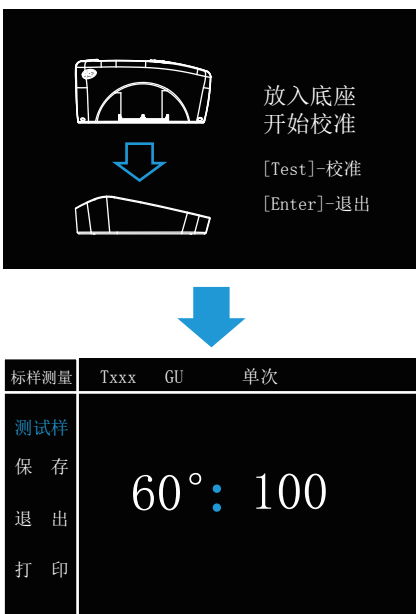 放入底座
开始校准
[Test]-校准
[Enter]-退出
标样测量 Txxx GU 单次
测试样
保 存
60°: 100
退 出
打 印